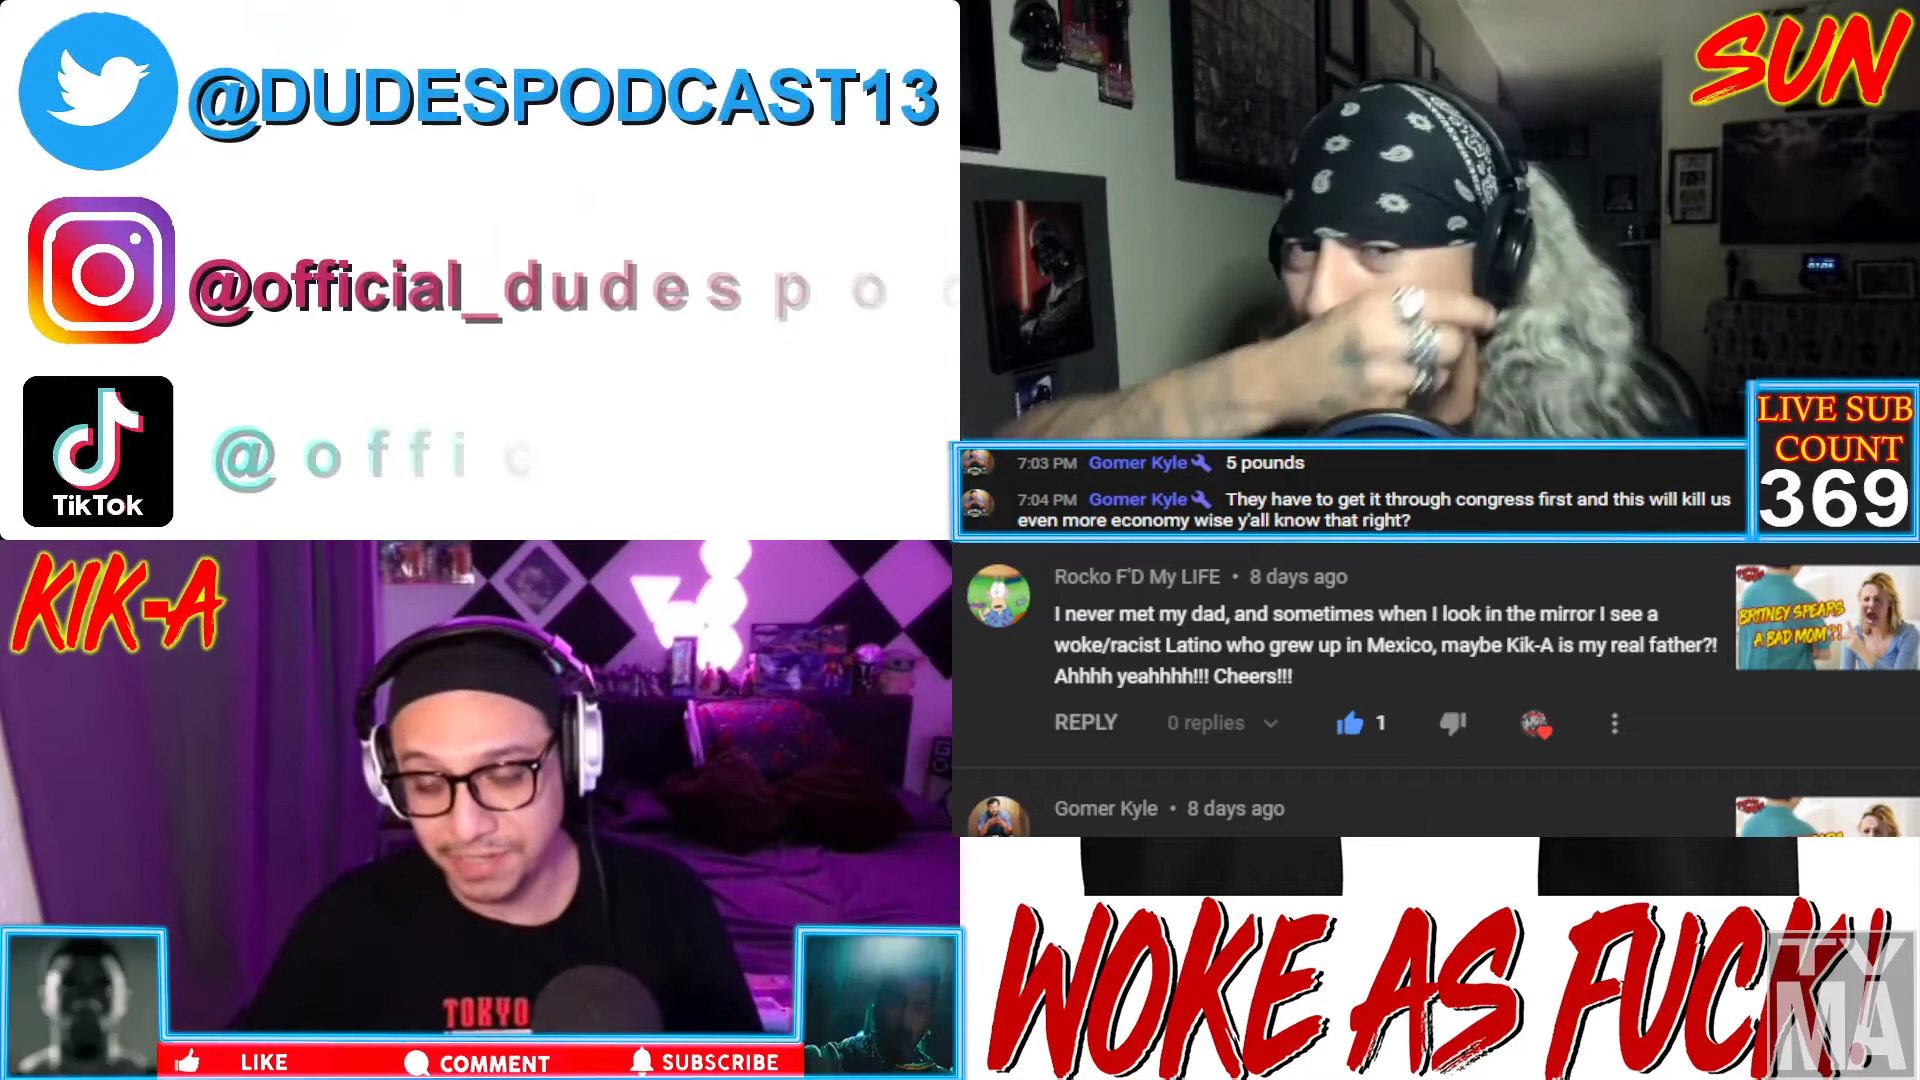 @DUDESPODCAST13
@official_dudespo
@offic
TikTok
SUN
LIVE SUB
COUNT
369
7:03 PM Gomer Kyle 5 pounds
7:04 PM Gomer Kyle They have to get it through congress first and this will kill us
even more economy wise y'all know that right?
KIK-A
Rocko F'D My LIFE • 8 days ago
I never met my dad, and sometimes when I look in the mirror I see a
woke/racist Latino who grew up in Mexico, maybe Kik-A is my real father?!
Ahhhh yeahhhh!!! Cheers!!!
REPLY 0 replies 1
BRITNEY SPEARS
A BAD MOM?!
Gomer Kyle • 8 days ago
TOKYO
LIKE COMMENT SUBSCRIBE
WOKE AS FUCK
TY
MA